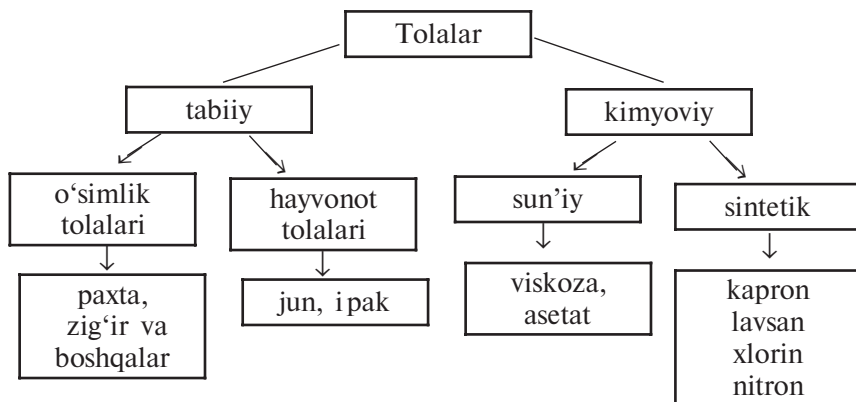 Tolalar
tabiiy
kimyoviy
o‘simlik
tolalari
hayvonot
tolalari
sun’iy
sintetik
paxta,
zig‘ir va
boshqalar
jun, ipak
viskoza,
asetat
kapron
lavsan
xlorin
nitron